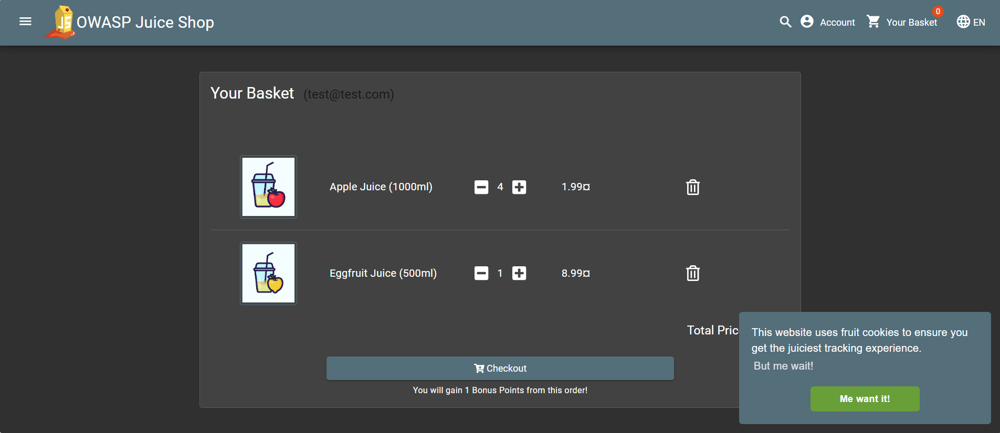 OWASP Juice Shop
Account
Your Basket
0
EN
Your Basket (test@test.com)
Apple Juice (1000ml) 4 1.99¤
Eggfruit Juice (500ml) 1 8.99¤
Total Pric
This website uses fruit cookies to ensure you
get the juiciest tracking experience.
But me wait!
Me want it!
Checkout
You will gain 1 Bonus Points from this order!